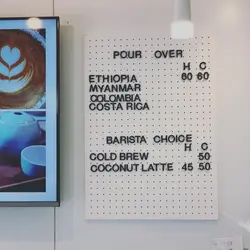 POUR OVER
H C
ETHIOPIA 60 60
MYANMAR
COLOMBIA
COSTA RICA
BARISTA CHOICE
H C
COLD BREW 50
COCONUT LATTE 45 50